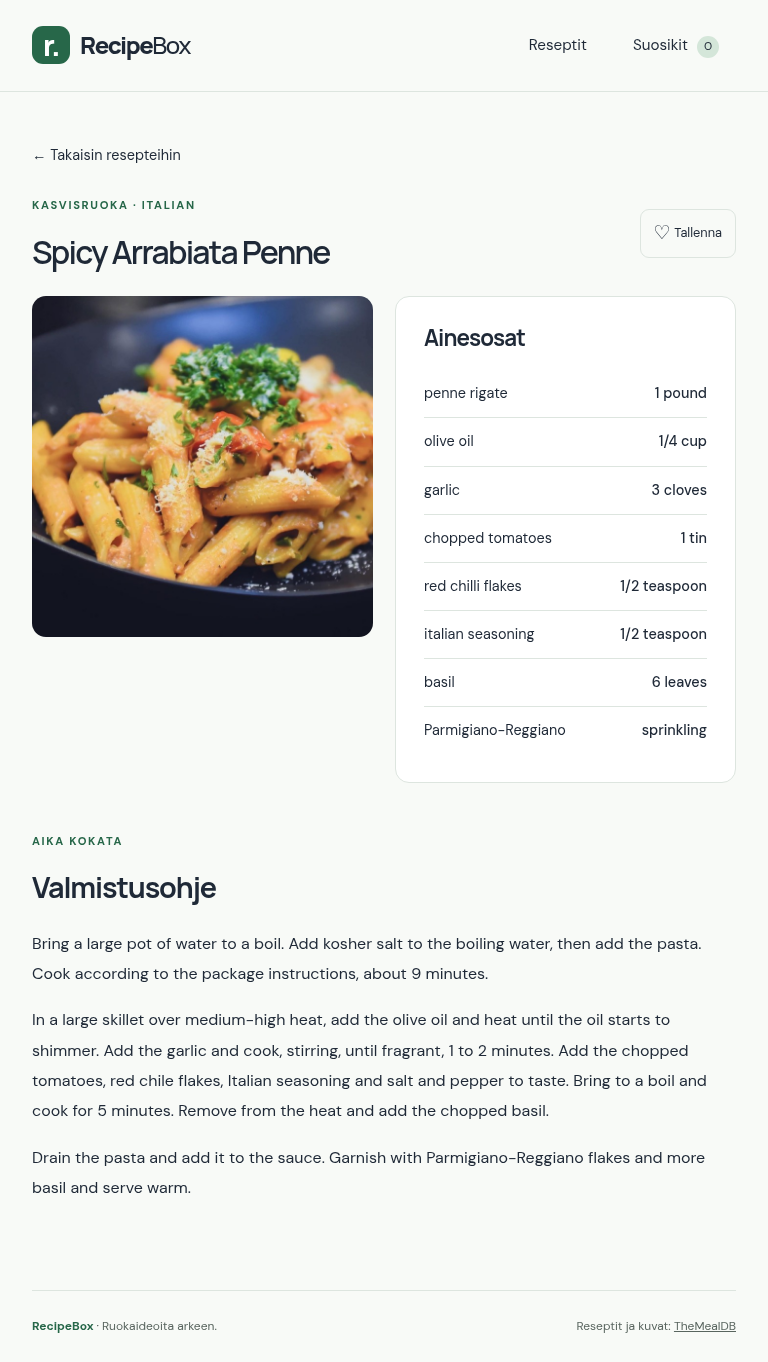 r. RecipeBox
Reseptit Suosikit 0
← Takaisin resepteihin
KASVISRUOKA · ITALIAN
Spicy Arrabiata Penne
♡ Tallenna
Ainesosat
penne rigate 1 pound
olive oil 1/4 cup
garlic 3 cloves
chopped tomatoes 1 tin
red chilli flakes 1/2 teaspoon
italian seasoning 1/2 teaspoon
basil 6 leaves
Parmigiano-Reggiano sprinkling
AIKA KOKATA
Valmistusohje
Bring a large pot of water to a boil. Add kosher salt to the boiling water, then add the pasta.
Cook according to the package instructions, about 9 minutes.
In a large skillet over medium-high heat, add the olive oil and heat until the oil starts to
shimmer. Add the garlic and cook, stirring, until fragrant, 1 to 2 minutes. Add the chopped
tomatoes, red chile flakes, Italian seasoning and salt and pepper to taste. Bring to a boil and
cook for 5 minutes. Remove from the heat and add the chopped basil.
Drain the pasta and add it to the sauce. Garnish with Parmigiano-Reggiano flakes and more
basil and serve warm.
RecipeBox · Ruokaideoita arkeen.
Reseptit ja kuvat: TheMealDB